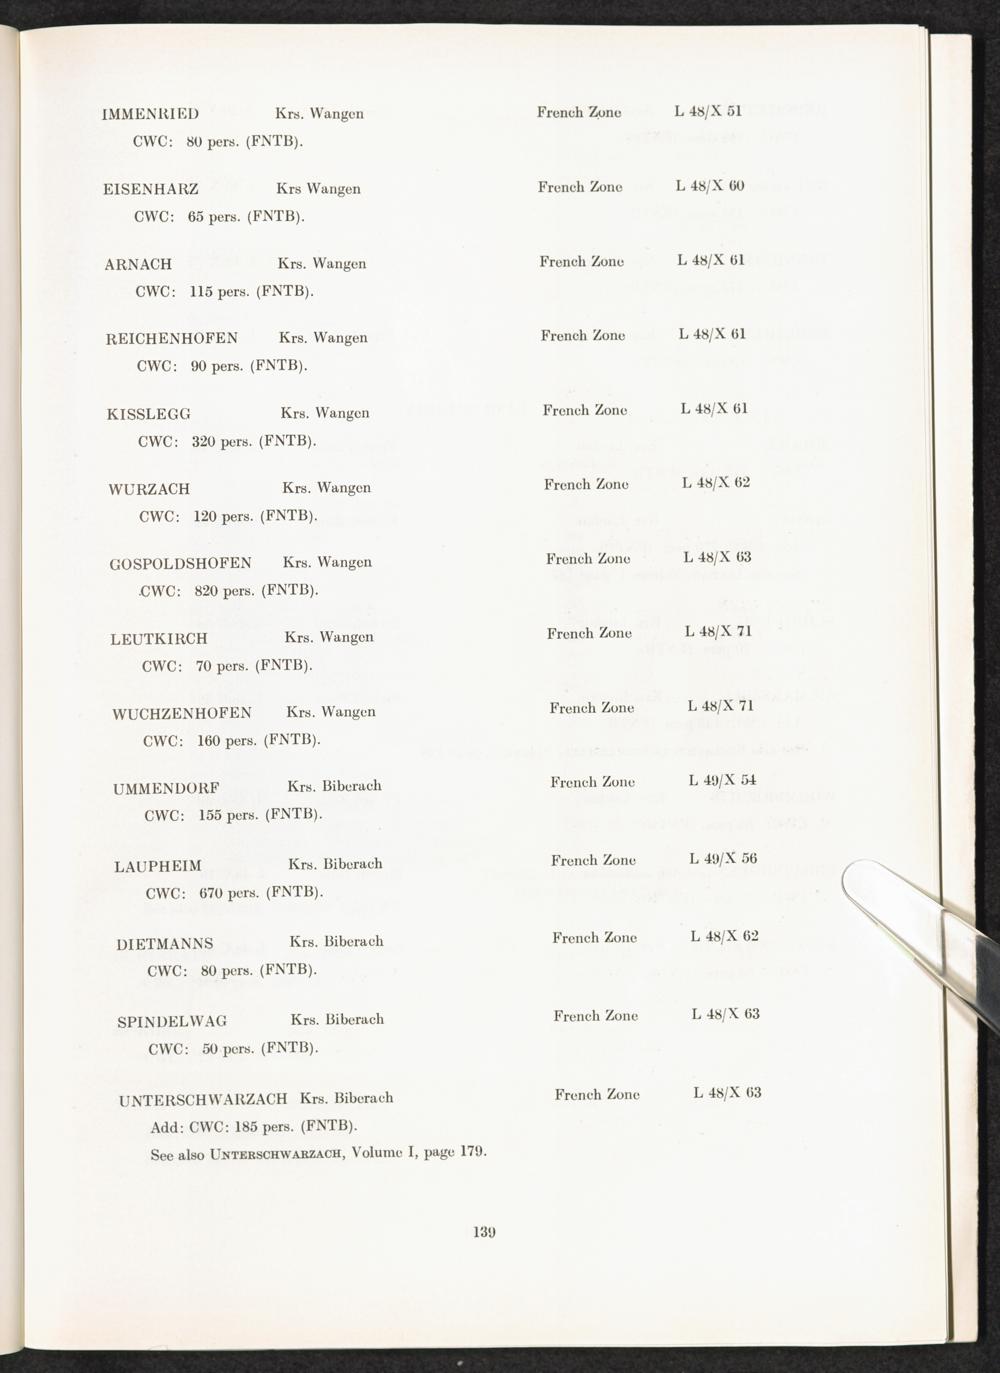 IMMENRIED Krs. Wangen French Zone L 48/X 51
CWC: 80 pers. (FNTB).
EISENHARZ Krs Wangen French Zone L 48/X 60
CWC: 65 pers. (FNTB).
ARNACH Krs. Wangen French Zone L 48/X 61
CWC: 115 pers. (FNTB).
REICHENHOFEN Krs. Wangen French Zone L 48/X 61
CWC: 90 pers. (FNTB).
KISSLEGG Krs. Wangen French Zone L 48/X 61
CWC: 320 pers. (FNTB).
WURZACH Krs. Wangen French Zone L 48/X 62
CWC: 120 pers. (FNTB).
GOSPOLDSHOFEN Krs. Wangen French Zone L 48/X 63
CWC: 820 pers. (FNTB).
LEUTKIRCH Krs. Wangen French Zone L 48/X 71
CWC: 70 pers. (FNTB).
WUCHZENHOFEN Krs. Wangen French Zone L 48/X 71
CWC: 160 pers. (FNTB).
UMMENDORF Krs. Biberach French Zone L 49/X 54
CWC: 155 pers. (FNTB).
LAUPHEIM Krs. Biberach French Zone L 49/X 56
CWC: 670 pers. (FNTB).
DIETMANNS Krs. Biberach French Zone L 48/X 62
CWC: 80 pers. (FNTB).
SPINDELWAG Krs. Biberach French Zone L 48/X 63
CWC: 50 pers. (FNTB).
UNTERSCHWARZACH Krs. Biberach French Zone L 48/X 63
Add: CWC: 185 pers. (FNTB).
See also UNTERSCHWARZACH, Volume I, page 179.
139